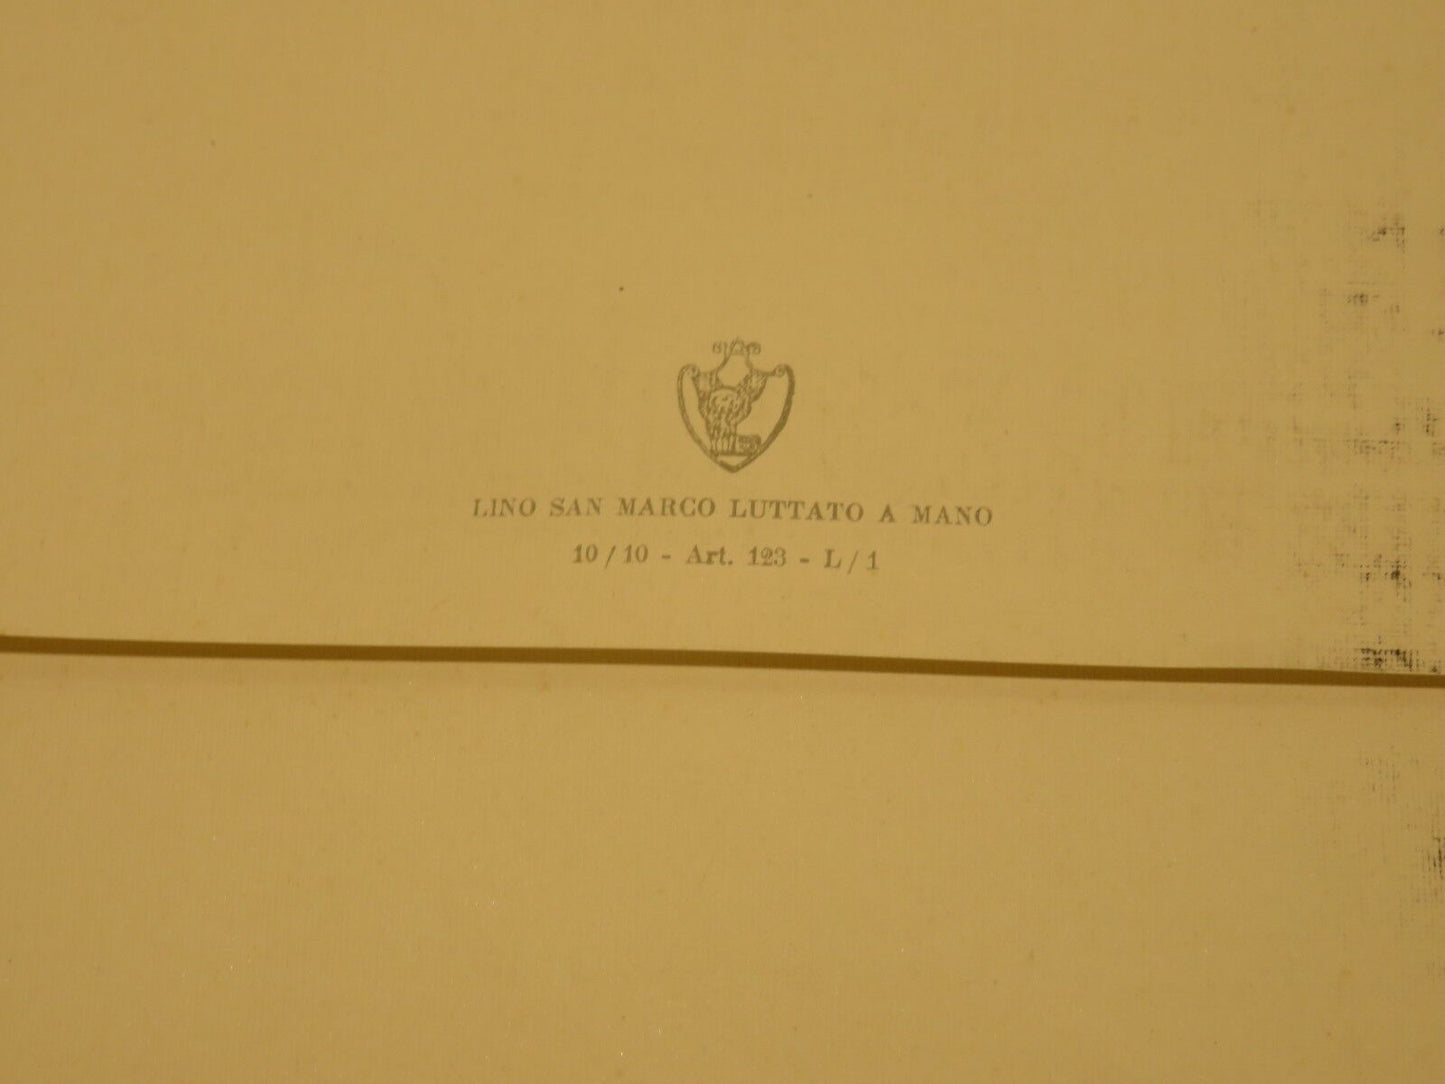 LINO SAN MARCO LUTTATO A MANO
10/10 - Art. 123 - L/1